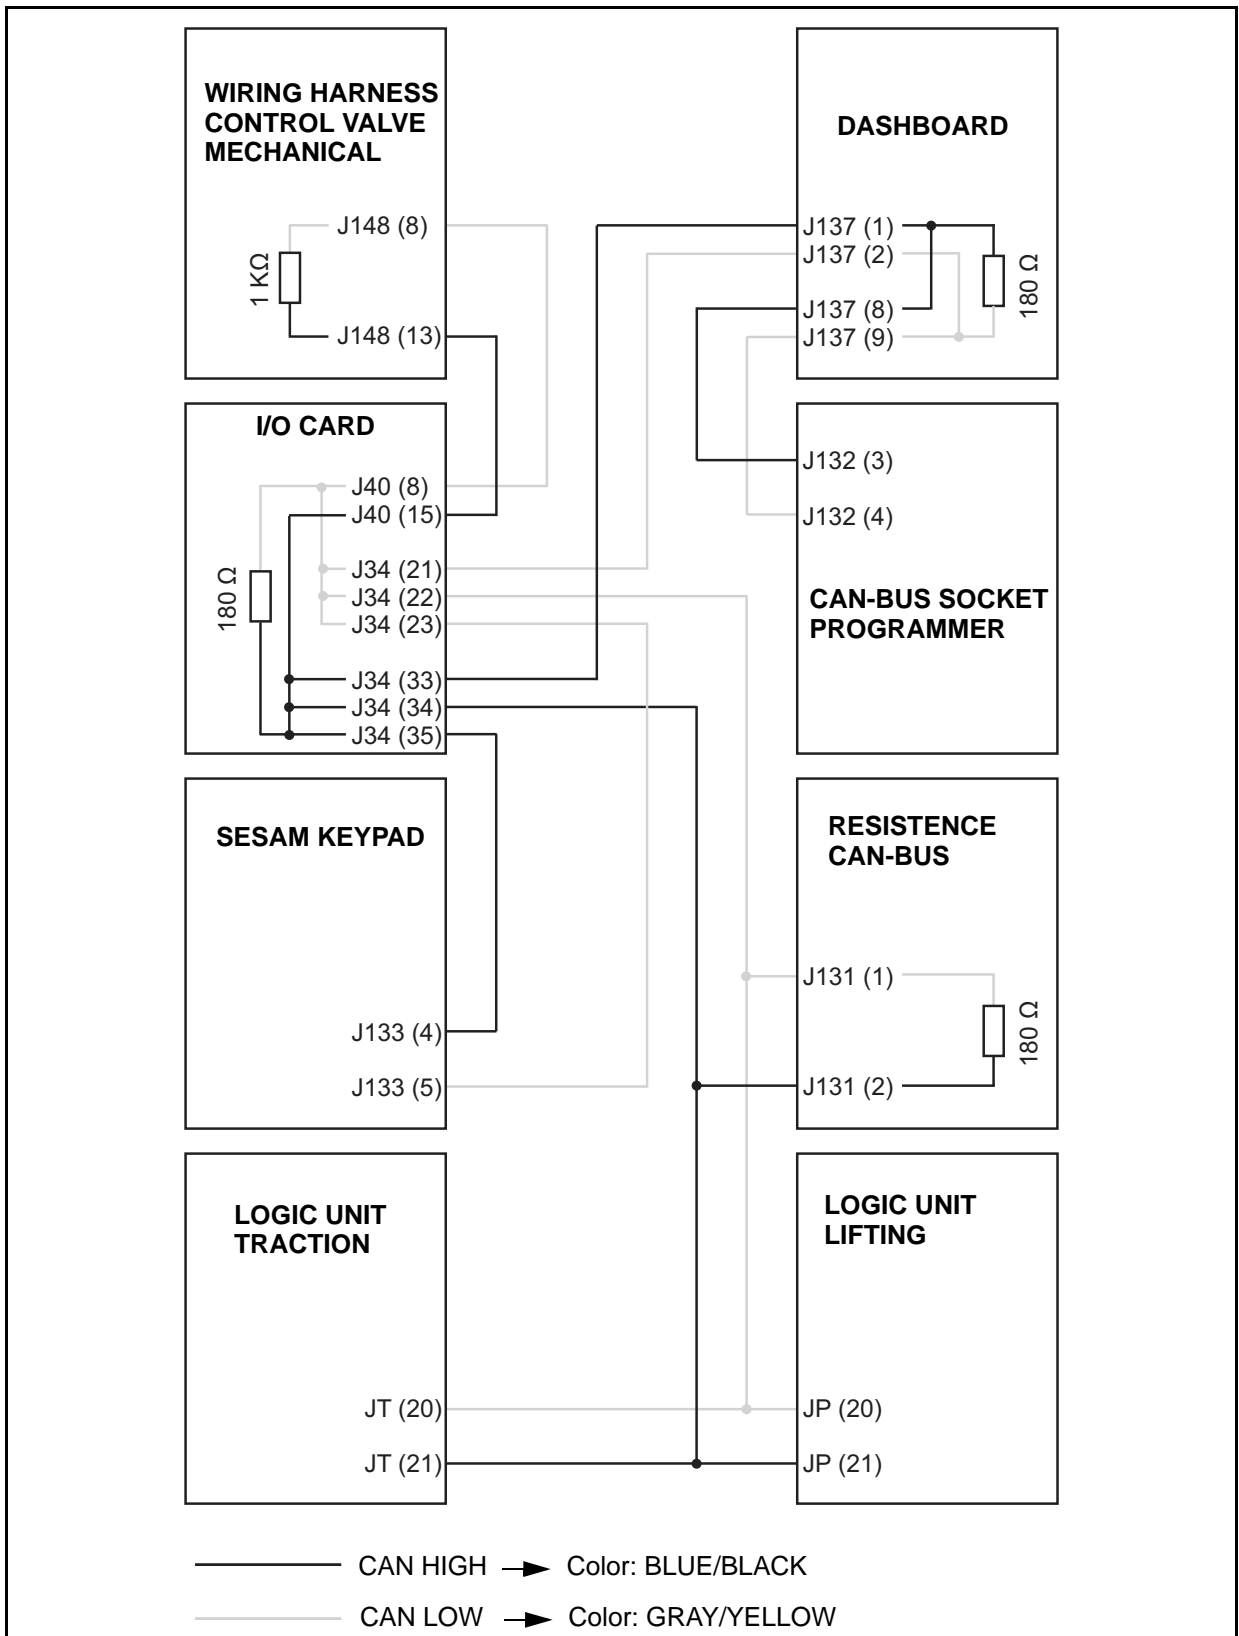 WIRING HARNESS
CONTROL VALVE
MECHANICAL
J148 (8)
1 KΩ
J148 (13)
DASHBOARD
J137 (1)
J137 (2)
180 Ω
J137 (8)
J137 (9)
I/O CARD
J40 (8)
J40 (15)
J34 (21)
180 Ω
J34 (22)
J34 (23)
J34 (33)
J34 (34)
J34 (35)
J132 (3)
J132 (4)
CAN-BUS SOCKET
PROGRAMMER
SESAM KEYPAD
J133 (4)
J133 (5)
RESISTENCE
CAN-BUS
J131 (1)
180 Ω
J131 (2)
LOGIC UNIT
TRACTION
JT (20)
JT (21)
LOGIC UNIT
LIFTING
JP (20)
JP (21)
CAN HIGH Color: BLUE/BLACK
CAN LOW Color: GRAY/YELLOW